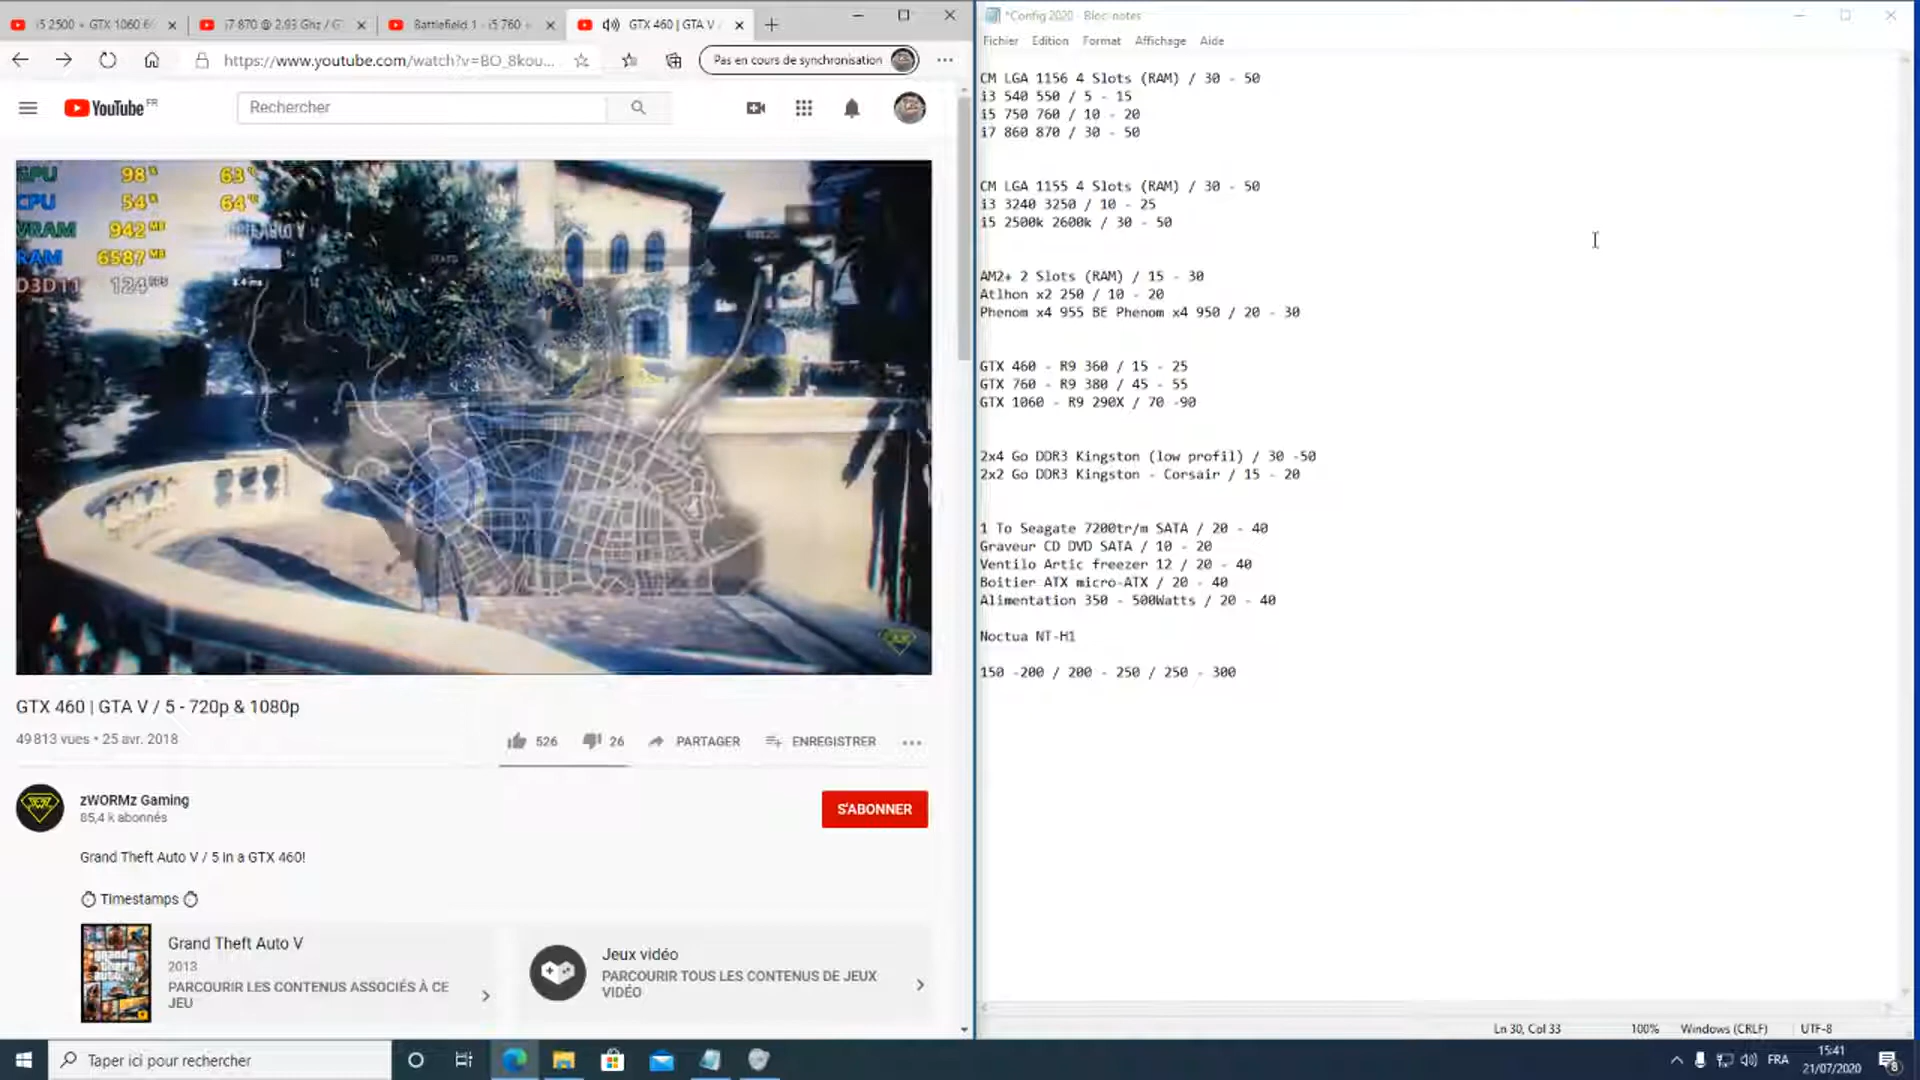 i5 2500 + GTX 1060 6
i7 870 @ 2.93 Ghz / G
Battlefield 1 - i5 760 +
GTX 460 | GTA V /
https://www.youtube.com/watch?v=BO_8kou...
Pas en cours de synchronisation
YouTube FR
Rechercher
GPU 98% 63°C
CPU 54% 64°C
VRAM 942 MB
RAM 6587 MB
D3D11 124 FPS
8.4 ms
GTX 460 | GTA V / 5 - 720p & 1080p
49 813 vues • 25 avr. 2018
526
26
PARTAGER
ENREGISTRER
zWORMz Gaming
85,4 k abonnés
S'ABONNER
Grand Theft Auto V / 5 in a GTX 460!
Timestamps
Grand Theft Auto V
2013
PARCOURIR LES CONTENUS ASSOCIÉS À CE
JEU
Jeux vidéo
PARCOURIR TOUS LES CONTENUS DE JEUX
VIDÉO
*Config 2020 - Bloc-notes
Fichier Edition Format Affichage Aide
CM LGA 1156 4 Slots (RAM) / 30 - 50
i3 540 550 / 5 - 15
i5 750 760 / 10 - 20
i7 860 870 / 30 - 50
CM LGA 1155 4 Slots (RAM) / 30 - 50
i3 3240 3250 / 10 - 25
i5 2500k 2600k / 30 - 50
AM2+ 2 Slots (RAM) / 15 - 30
Atlhon x2 250 / 10 - 20
Phenom x4 955 BE Phenom x4 950 / 20 - 30
GTX 460 - R9 360 / 15 - 25
GTX 760 - R9 380 / 45 - 55
GTX 1060 - R9 290X / 70 -90
2x4 Go DDR3 Kingston (low profil) / 30 -50
2x2 Go DDR3 Kingston - Corsair / 15 - 20
1 To Seagate 7200tr/m SATA / 20 - 40
Graveur CD DVD SATA / 10 - 20
Ventilo Artic freezer 12 / 20 - 40
Boitier ATX micro-ATX / 20 - 40
Alimentation 350 - 500Watts / 20 - 40
Noctua NT-H1
150 -200 / 200 - 250 / 250 - 300
Ln 30, Col 33
100%
Windows (CRLF)
UTF-8
Taper ici pour rechercher
FRA
15:41
21/07/2020
8